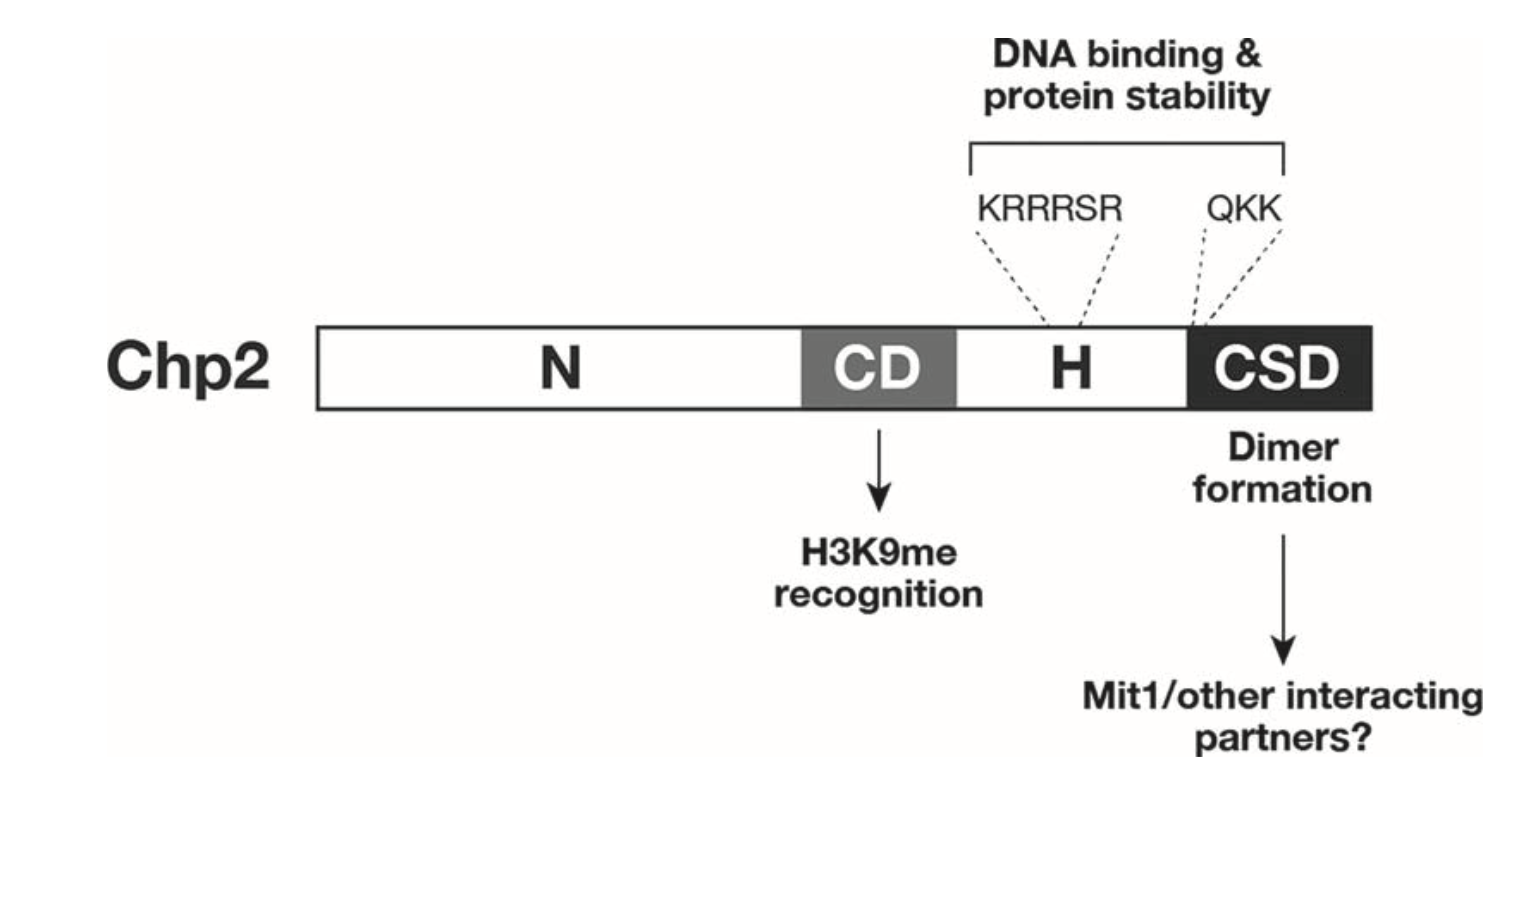 DNA binding &
protein stability
KRRRSR QKK
Chp2 N CD H CSD
Dimer
formation
H3K9me
recognition
Mit1/other interacting
partners?